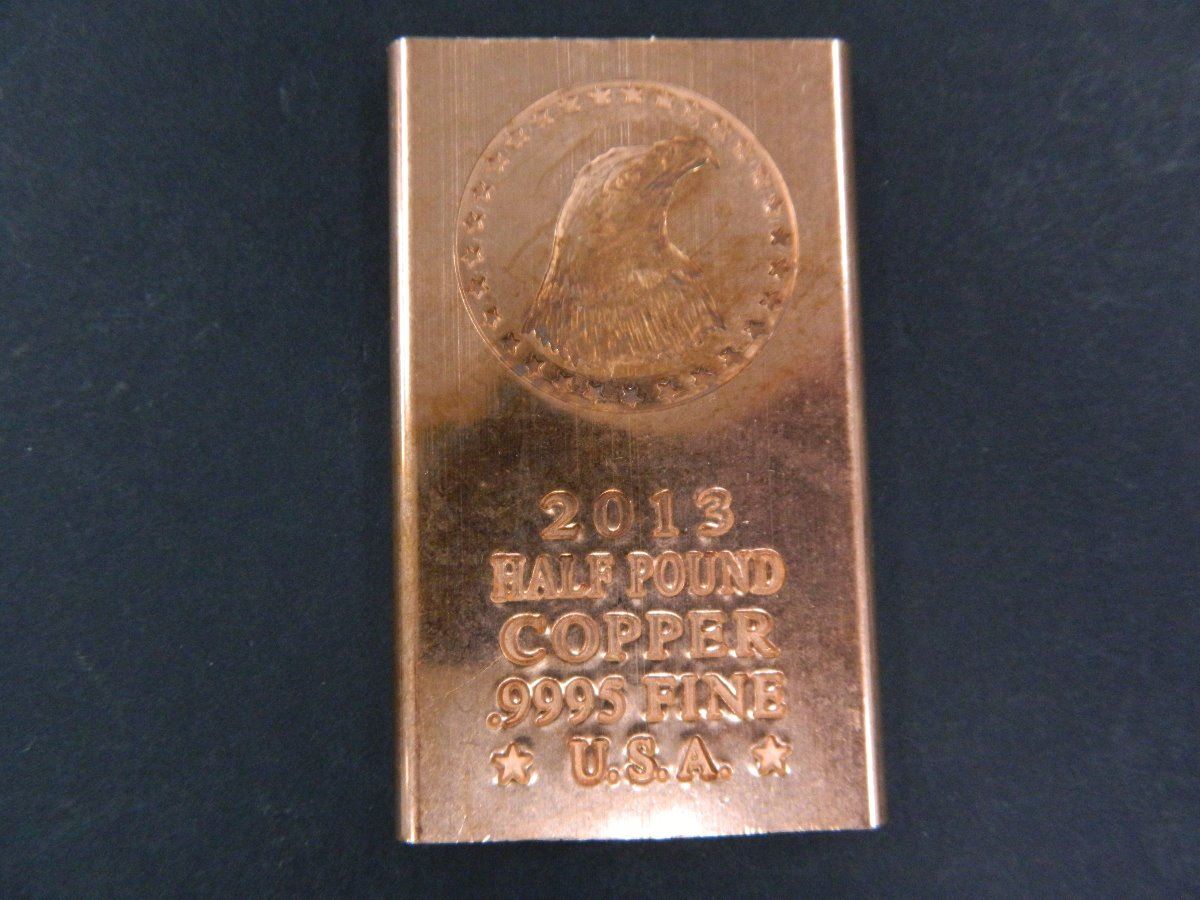 2013
HALF POUND
COPPER
.9995 FINE
U.S.A.